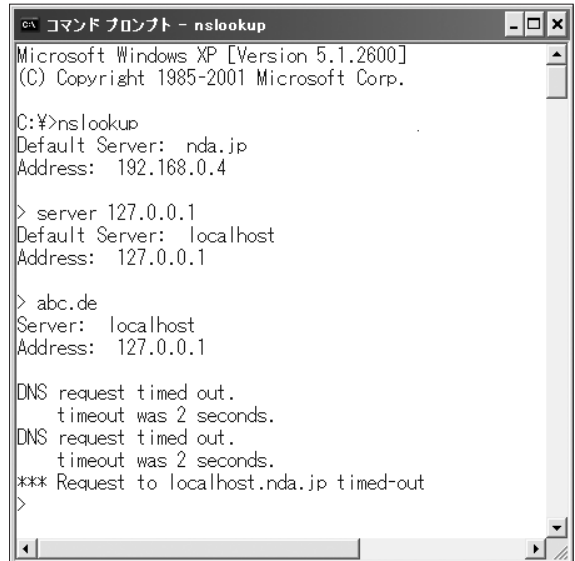 コマンド プロンプト - nslookup
Microsoft Windows XP [Version 5.1.2600]
(C) Copyright 1985-2001 Microsoft Corp.
C:¥>nslookup
Default Server:  nda.jp
Address:  192.168.0.4
> server 127.0.0.1
Default Server:  localhost
Address:  127.0.0.1
> abc.de
Server:  localhost
Address:  127.0.0.1
DNS request timed out.
    timeout was 2 seconds.
DNS request timed out.
    timeout was 2 seconds.
*** Request to localhost.nda.jp timed-out
>